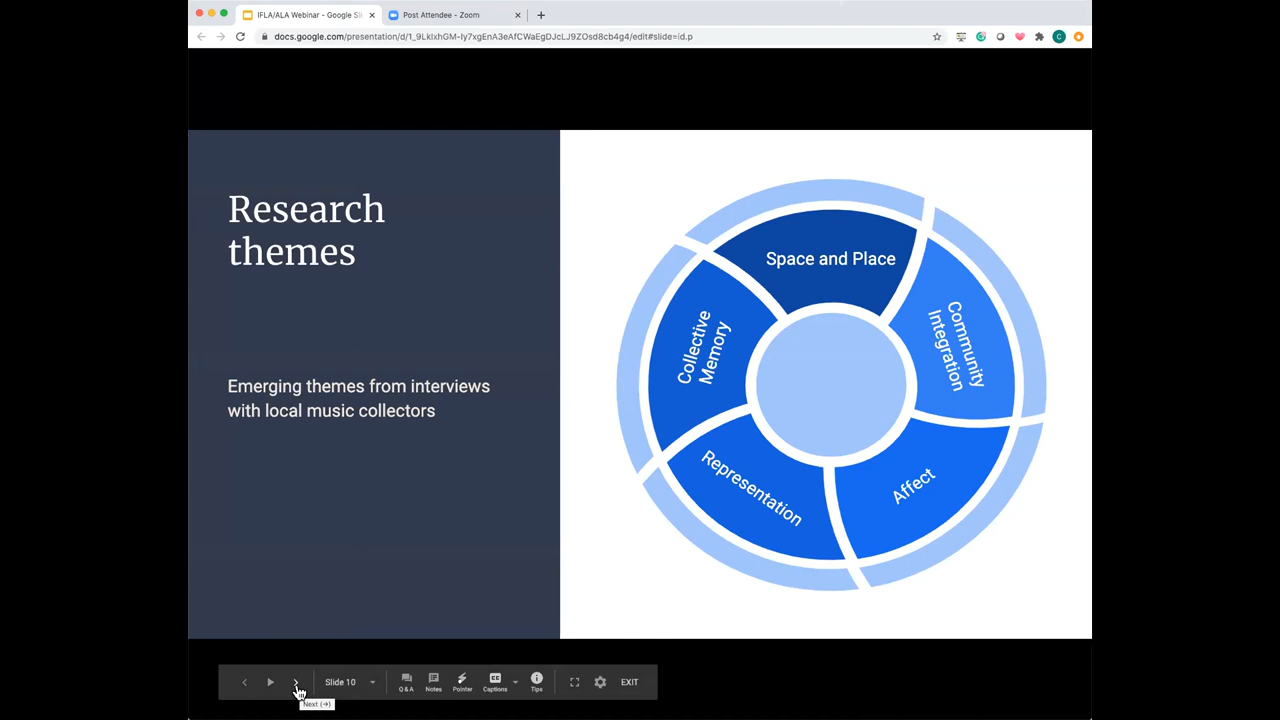 IFLA/ALA Webinar - Google Sli
Post Attendee - Zoom
docs.google.com/presentation/d/1_9LkIxhGM-Iy7xgEnA3eAfCWaEgDJcLJ9ZOsd8cb4g4/edit#slide=id.p
C
Research
themes
Emerging themes from interviews
with local music collectors
Space and Place
Community
Integration
Affect
Representation
Collective
Memory
Slide 10
Q & A
Notes
Pointer
Captions
Tips
EXIT
Next (→)